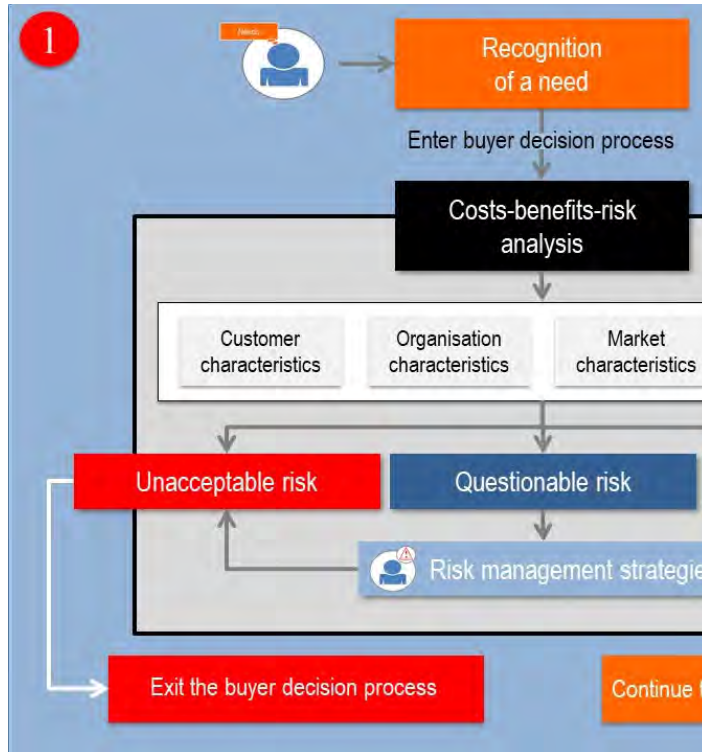 1
Recognition
of a need
Enter buyer decision process
Costs-benefits-risk
analysis
Customer
characteristics
Organisation
characteristics
Market
characteristics
Unacceptable risk
Questionable risk
Risk management strategie
Exit the buyer decision process
Continue t